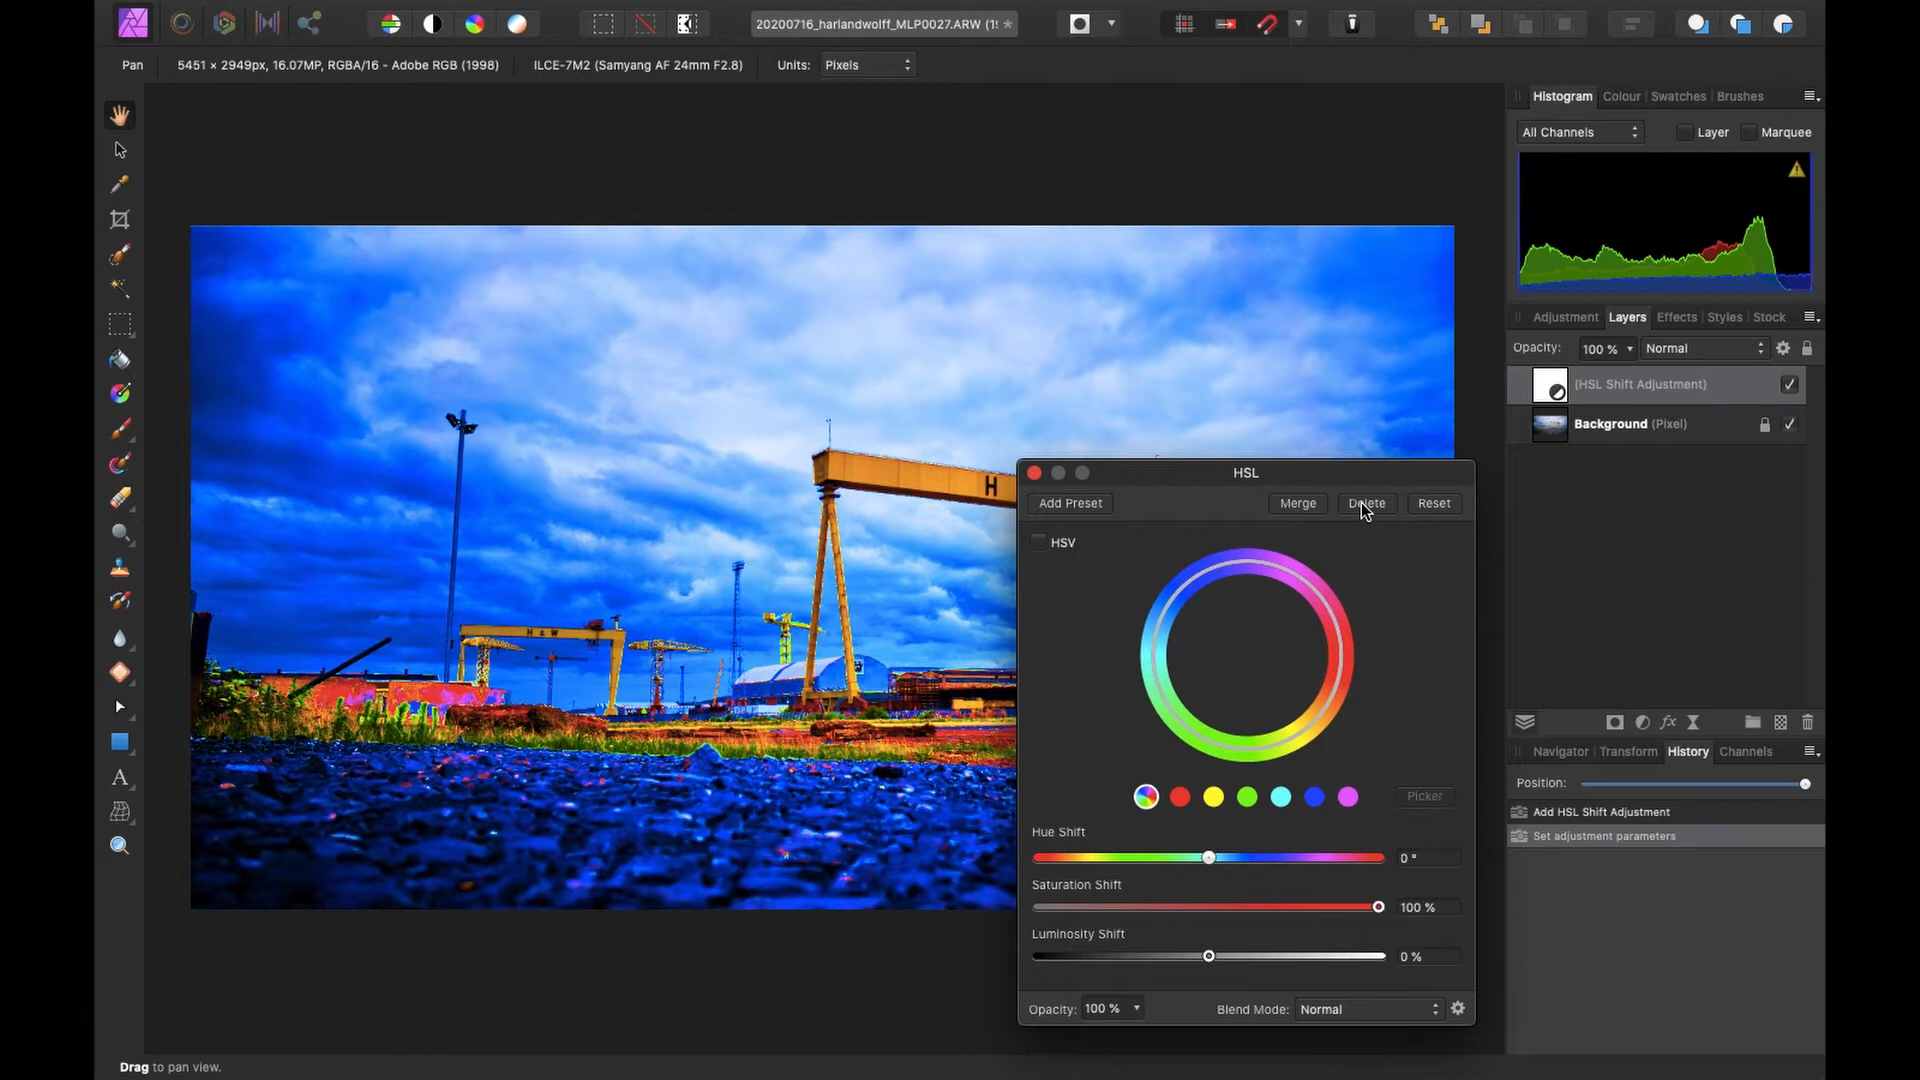 20200716_harlandwolff_MLP0027.ARW (1
*
Pan
5451 × 2949px, 16.07MP, RGBA/16 - Adobe RGB (1998)
ILCE-7M2 (Samyang AF 24mm F2.8)
Units:
Pixels
Histogram
Colour
Swatches
Brushes
All Channels
Layer
Marquee
Adjustment
Layers
Effects
Styles
Stock
Opacity:
100 %
Normal
(HSL Shift Adjustment)
Background (Pixel)
H
H & W
HSL
Add Preset
Merge
Delete
Reset
HSV
Picker
Hue Shift
0 °
Saturation Shift
100 %
Luminosity Shift
0 %
Opacity: 100 %
Blend Mode: Normal
Navigator
Transform
History
Channels
Position:
Add HSL Shift Adjustment
Set adjustment parameters
A
Drag to pan view.